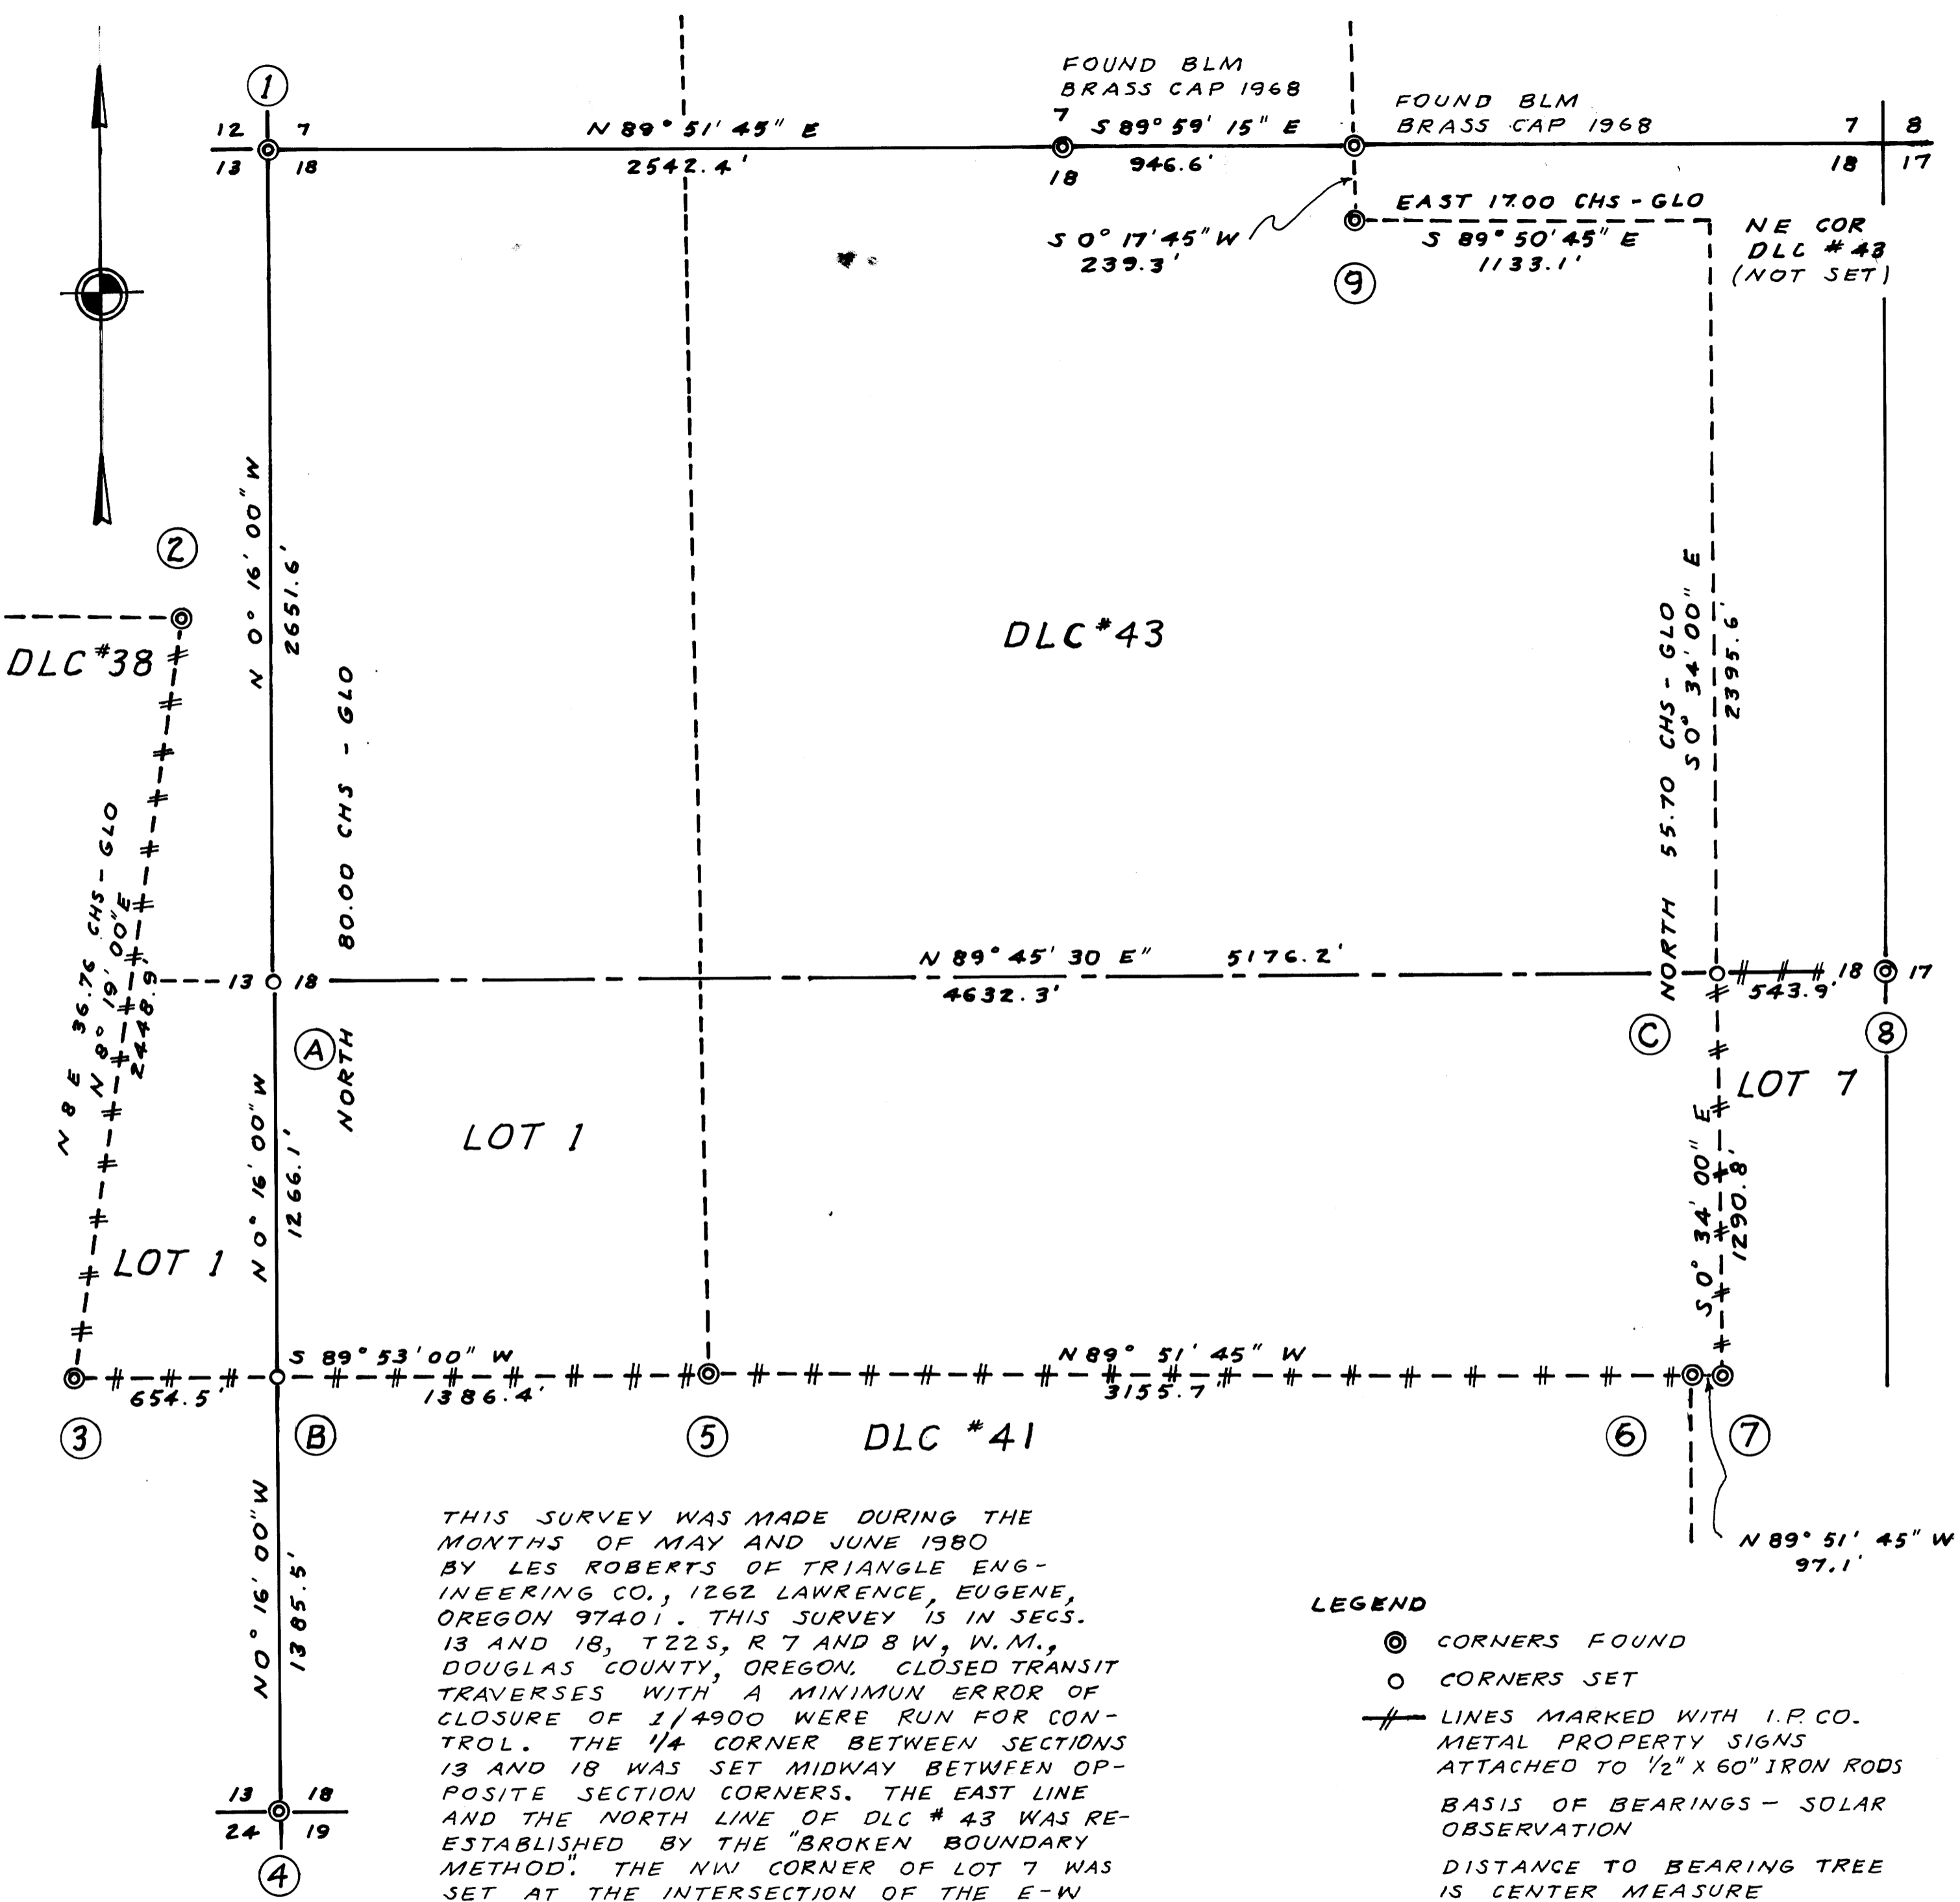 1
FOUND BLM
BRASS CAP 1968
FOUND BLM
BRASS CAP 1968
12 7
13 18
N 89° 51' 45" E
2542.4'
7
18
S 89° 59' 15" E
946.6'
7 8
18 17
S 0° 17' 45" W
239.3'
EAST 17.00 CHS - GLO
S 89° 50' 45" E
1133.1'
9
NE COR
DLC # 43
(NOT SET)
2
DLC #38
N 0° 16' 00" W
2651.6'
NORTH 80.00 CHS - GLO
DLC #43
NORTH 55.70 CHS - GLO
S 0° 34' 00" E
2395.6'
N 8 E 36.76 CHS - GLO
N 8° 19' 00" E
2448.9'
13 18
N 89° 45' 30 E" 5176.2'
4632.3'
543.9'
18 17
A
C
8
LOT 1
LOT 7
N 0° 16' 00" W
1266.1'
LOT 1
S 0° 34' 00" E
1290.8'
S 89° 53' 00" W
654.5'
1386.4'
N 89° 51' 45" W
3155.7'
3
B
5
DLC #41
6
7
N 89° 51' 45" W
97.1'
N 0° 16' 00" W
1385.5'
13 18
24 19
4
THIS SURVEY WAS MADE DURING THE
MONTHS OF MAY AND JUNE 1980
BY LES ROBERTS OF TRIANGLE ENG-
INEERING CO., 1262 LAWRENCE, EUGENE,
OREGON 97401. THIS SURVEY IS IN SECS.
13 AND 18, T22S, R 7 AND 8 W, W.M.,
DOUGLAS COUNTY, OREGON. CLOSED TRANSIT
TRAVERSES WITH A MINIMUN ERROR OF
CLOSURE OF 1/4900 WERE RUN FOR CON-
TROL. THE 1/4 CORNER BETWEEN SECTIONS
13 AND 18 WAS SET MIDWAY BETWEEN OP-
POSITE SECTION CORNERS. THE EAST LINE
AND THE NORTH LINE OF DLC # 43 WAS RE-
ESTABLISHED BY THE "BROKEN BOUNDARY
METHOD". THE NW CORNER OF LOT 7 WAS
SET AT THE INTERSECTION OF THE E-W
LEGEND
CORNERS FOUND
CORNERS SET
LINES MARKED WITH I.P. CO.
METAL PROPERTY SIGNS
ATTACHED TO 1/2" X 60" IRON RODS
BASIS OF BEARINGS - SOLAR
OBSERVATION
DISTANCE TO BEARING TREE
IS CENTER MEASURE